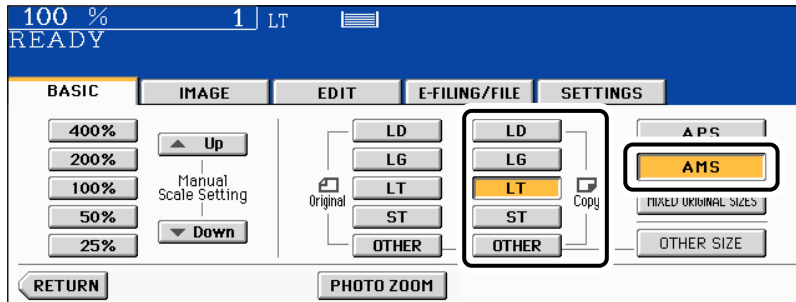 100 % 1 LT
READY
BASIC IMAGE EDIT E-FILING/FILE SETTINGS
400% Up LD LD APS
200% LG LG AMS
100% Manual Scale Setting Original LT LT Copy MIXED ORIGINAL SIZES
50% ST ST
25% Down OTHER OTHER OTHER SIZE
RETURN PHOTO ZOOM